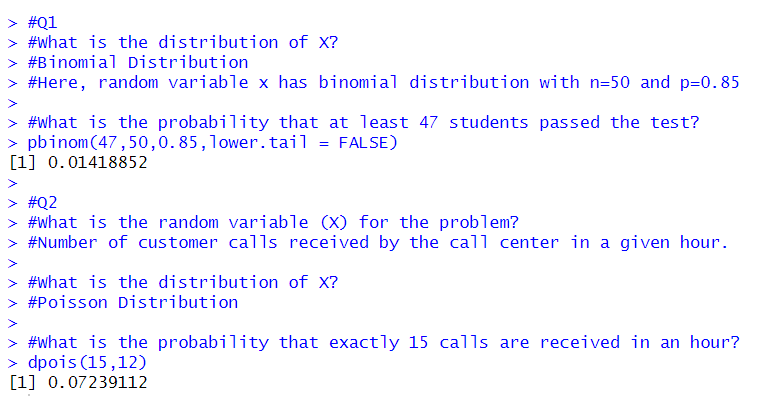 > #Q1
> #What is the distribution of X?
> #Binomial Distribution
> #Here, random variable x has binomial distribution with n=50 and p=0.85
>
> #What is the probability that at least 47 students passed the test?
> pbinom(47,50,0.85,lower.tail = FALSE)
[1] 0.01418852
>
> #Q2
> #What is the random variable (X) for the problem?
> #Number of customer calls received by the call center in a given hour.
>
> #What is the distribution of X?
> #Poisson Distribution
>
> #What is the probability that exactly 15 calls are received in an hour?
> dpois(15,12)
[1] 0.07239112